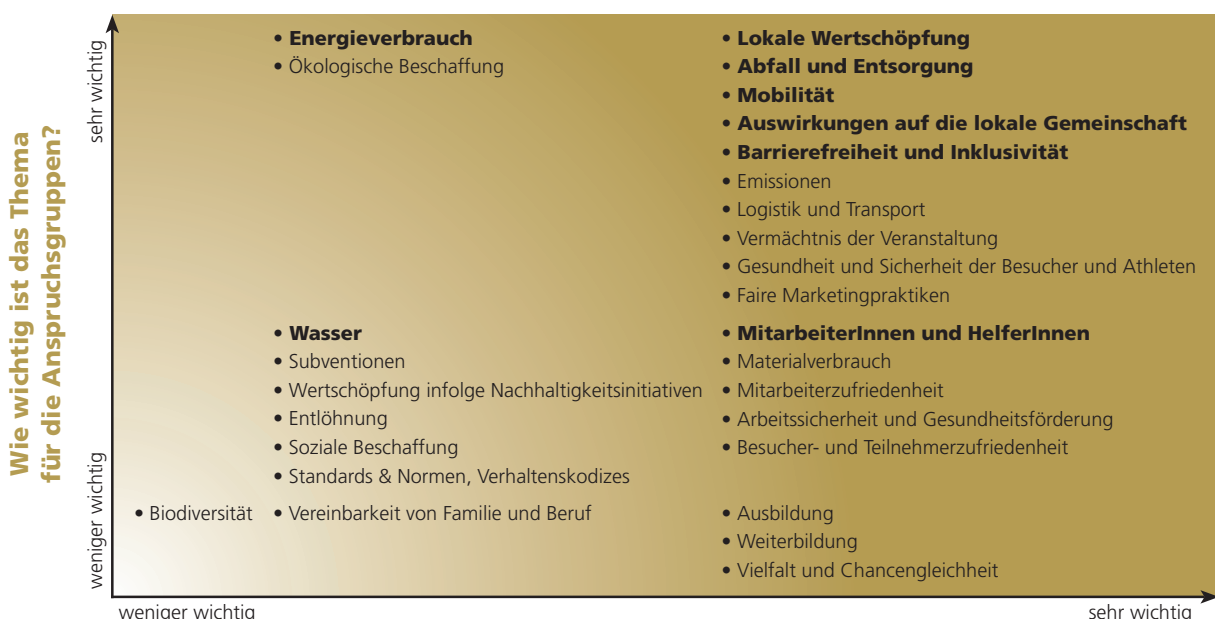 Wie wichtig ist das Thema
für die Anspruchsgruppen?
sehr wichtig
weniger wichtig
• Energieverbrauch
• Ökologische Beschaffung
• Lokale Wertschöpfung
• Abfall und Entsorgung
• Mobilität
• Auswirkungen auf die lokale Gemeinschaft
• Barrierefreiheit und Inklusivität
• Emissionen
• Logistik und Transport
• Vermächtnis der Veranstaltung
• Gesundheit und Sicherheit der Besucher und Athleten
• Faire Marketingpraktiken
• Wasser
• Subventionen
• Wertschöpfung infolge Nachhaltigkeitsinitiativen
• Entlöhnung
• Soziale Beschaffung
• Standards & Normen, Verhaltenskodizes
• MitarbeiterInnen und HelferInnen
• Materialverbrauch
• Mitarbeiterzufriedenheit
• Arbeitssicherheit und Gesundheitsförderung
• Besucher- und Teilnehmerzufriedenheit
• Biodiversität
• Vereinbarkeit von Familie und Beruf
• Ausbildung
• Weiterbildung
• Vielfalt und Chancengleichheit
weniger wichtig
sehr wichtig